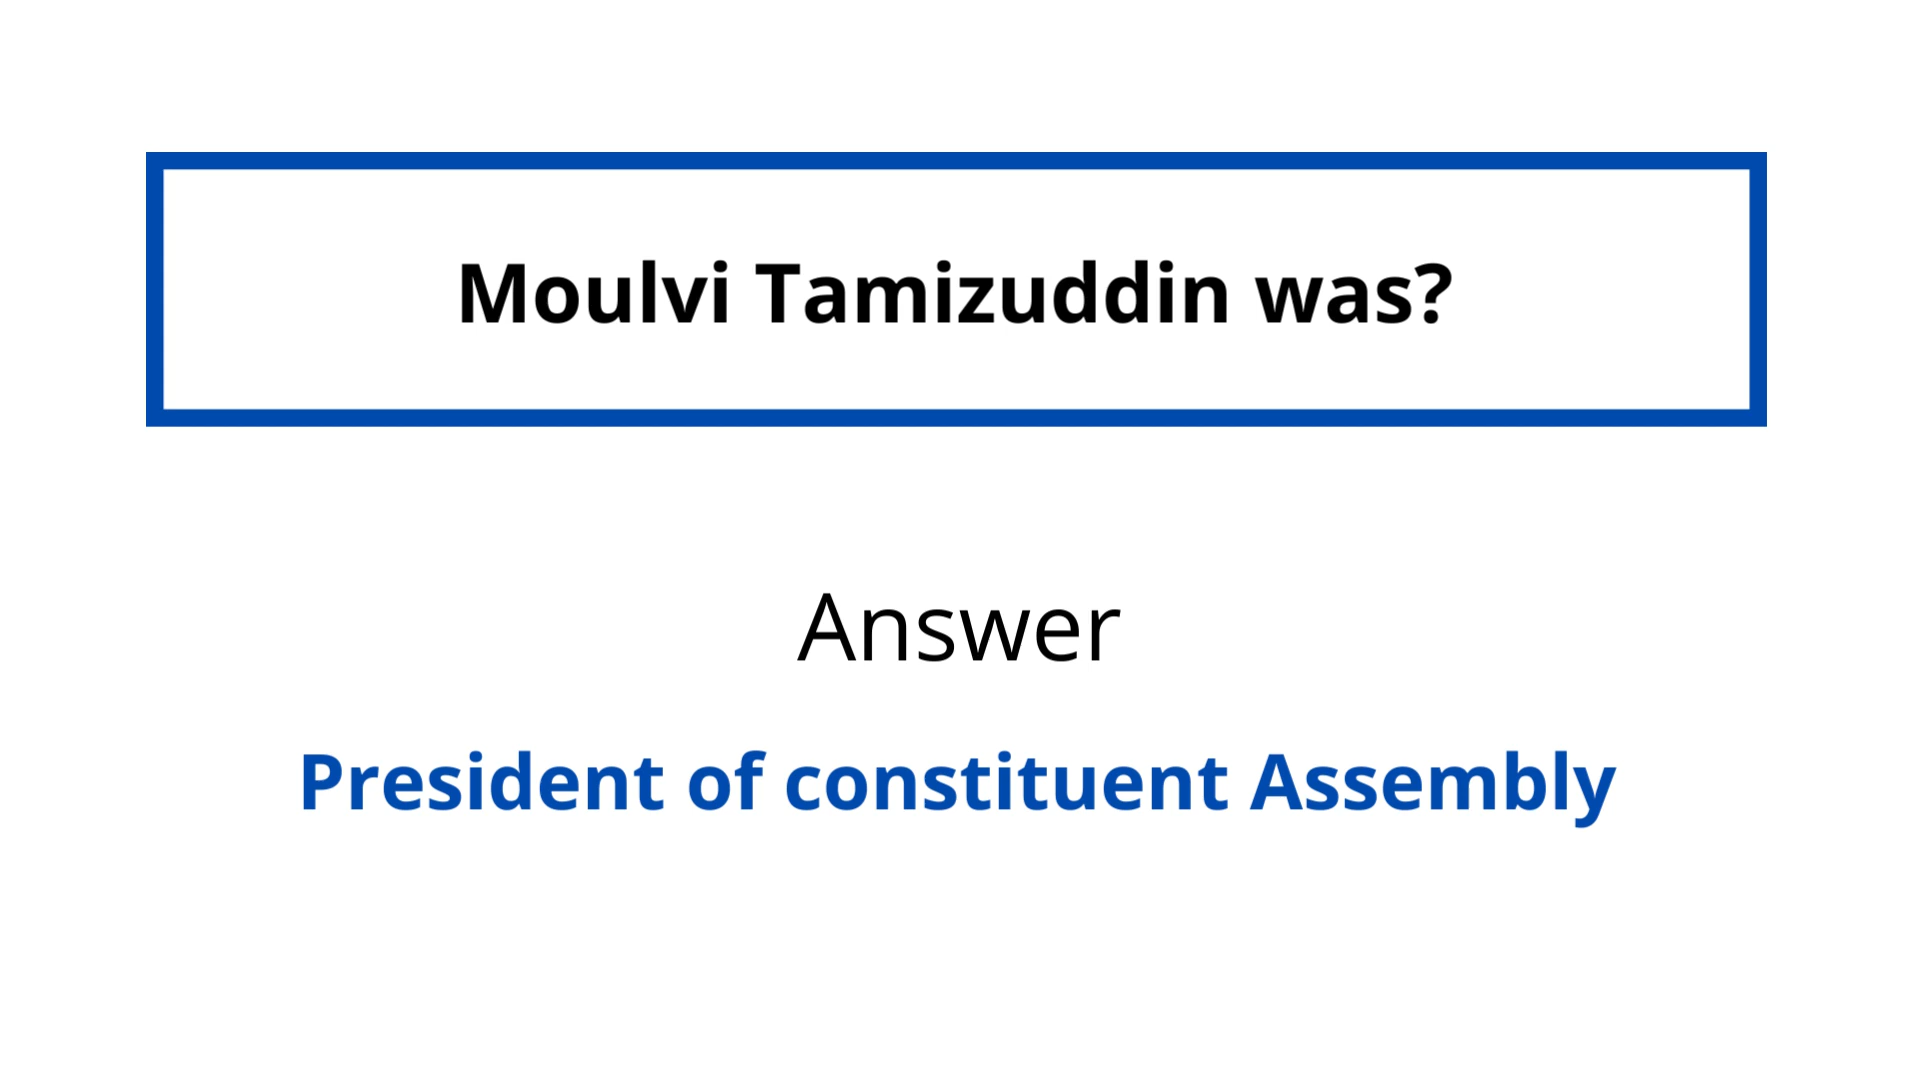 Moulvi Tamizuddin was?
Answer
President of constituent Assembly